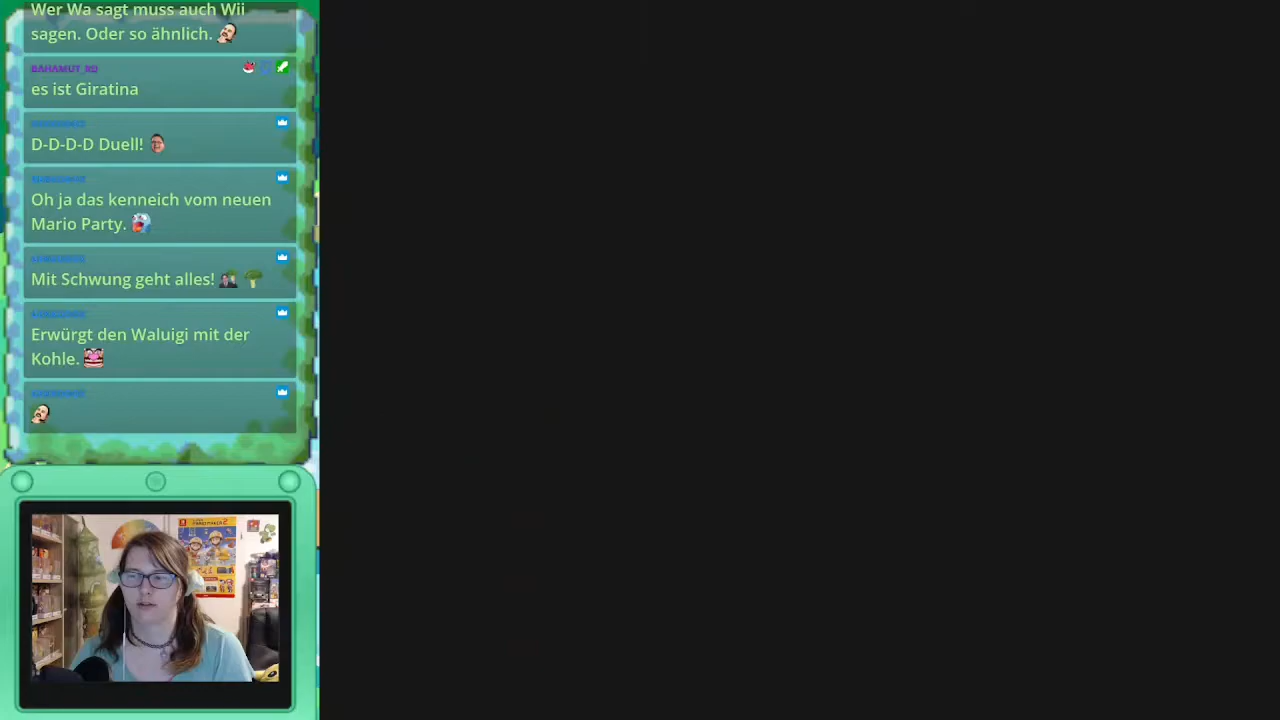 Wer Wa sagt muss auch Wii
sagen. Oder so ähnlich.
BAHAMUT_XD
es ist Giratina
D-D-D-D Duell!
Oh ja das kenneich vom neuen
Mario Party.
Mit Schwung geht alles!
Erwürgt den Waluigi mit der
Kohle.